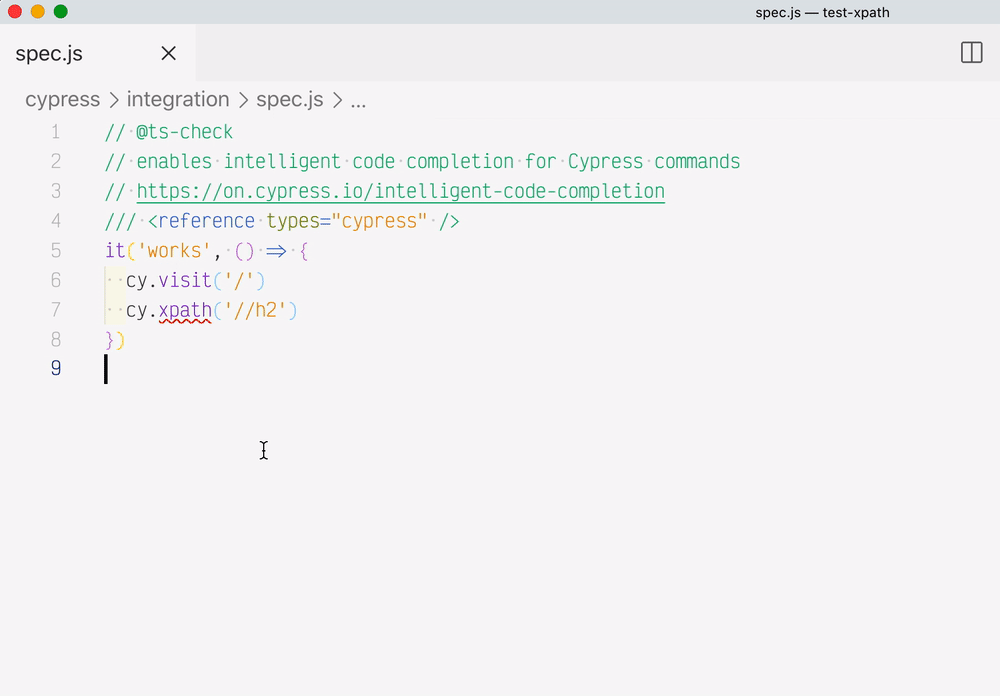 spec.js — test-xpath
spec.js
cypress > integration > spec.js > ...
1 // @ts-check
2 // enables intelligent code completion for Cypress commands
3 // https://on.cypress.io/intelligent-code-completion
4 /// <reference types="cypress" />
5 it('works', () => {
6   cy.visit('/')
7   cy.xpath('//h2')
8 })
9